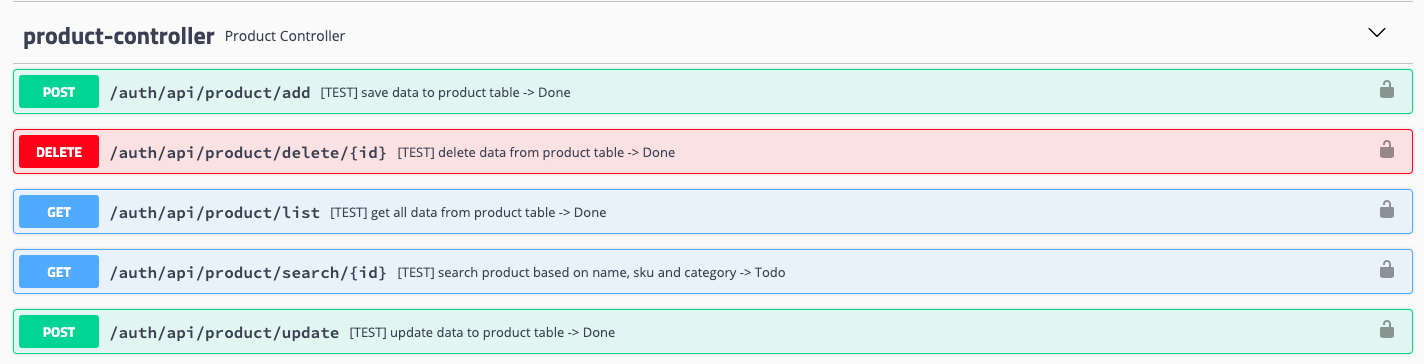 product-controller Product Controller
POST /auth/api/product/add [TEST] save data to product table -> Done
DELETE /auth/api/product/delete/{id} [TEST] delete data from product table -> Done
GET /auth/api/product/list [TEST] get all data from product table -> Done
GET /auth/api/product/search/{id} [TEST] search product based on name, sku and category -> Todo
POST /auth/api/product/update [TEST] update data to product table -> Done